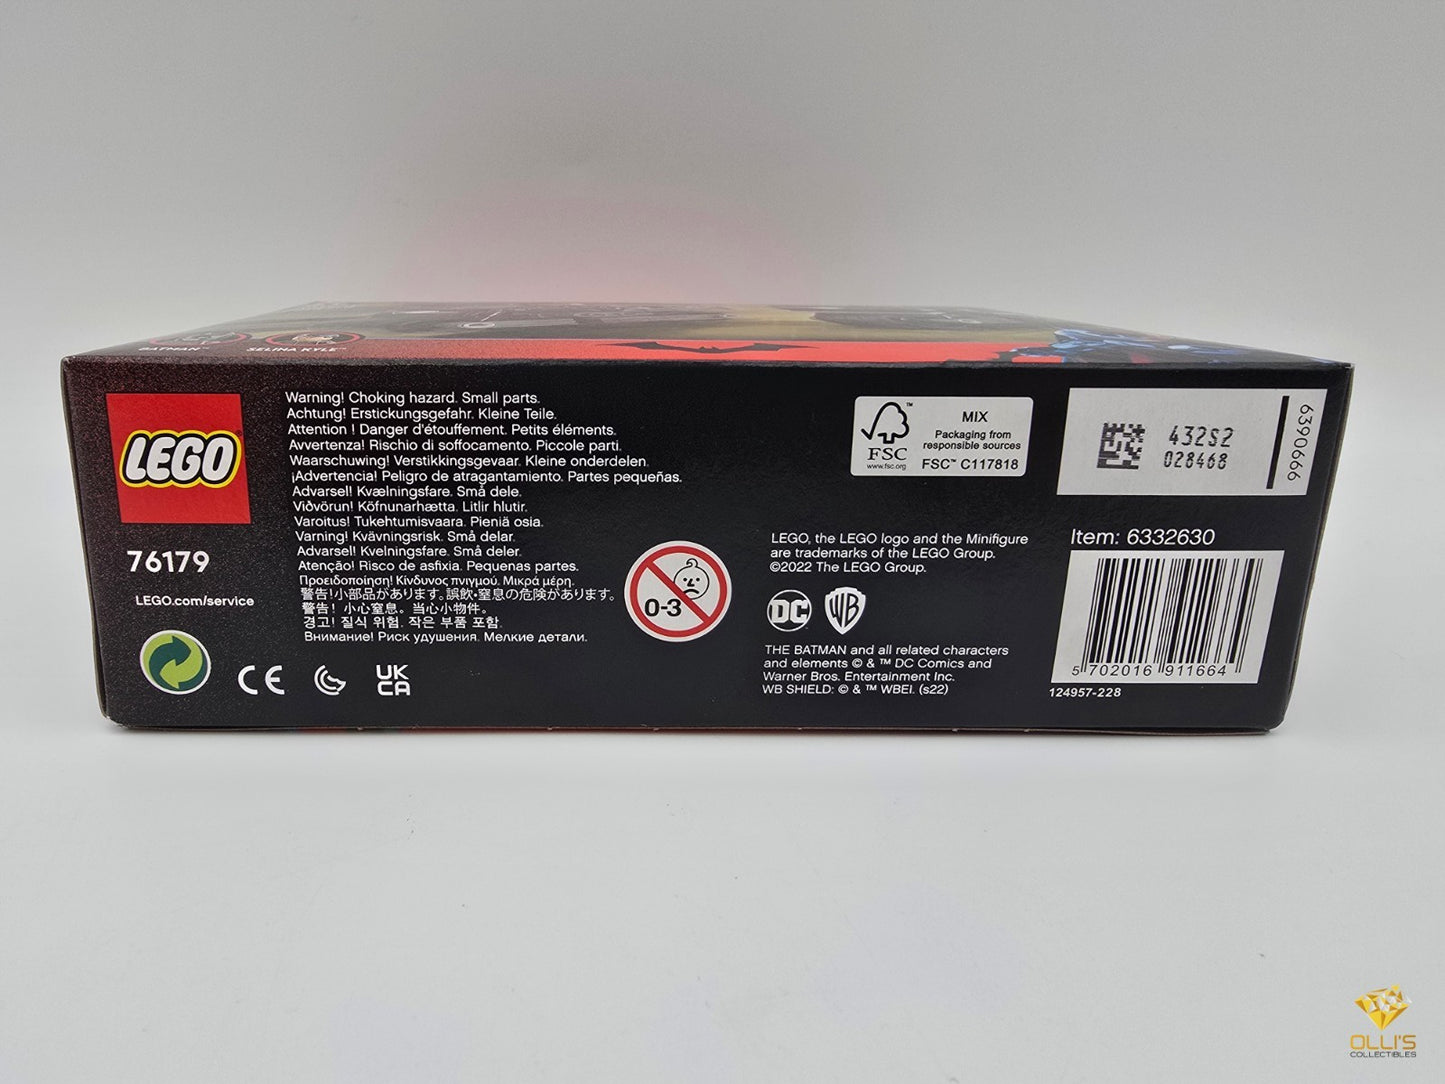 BATMAN™
SELINA KYLE™
LEGO®
76179
LEGO.com/service
CE
UK
CA
Warning! Choking hazard. Small parts.
Achtung! Erstickungsgefahr. Kleine Teile.
Attention ! Danger d'étouffement. Petits éléments.
Avvertenza! Rischio di soffocamento. Piccole parti.
Waarschuwing! Verstikkingsgevaar. Kleine onderdelen.
¡Advertencia! Peligro de atragantamiento. Partes pequeñas.
Advarsel! Kvælningsfare. Små dele.
Viðvörun! Köfnunarhætta. Litlir hlutir.
Varoitus! Tukehtumisvaara. Pieniä osia.
Varning! Kvävningsrisk. Små delar.
Advarsel! Kvelningsfare. Små deler.
Atenção! Risco de asfixia. Pequenas partes.
Προειδοποίηση! Κίνδυνος πνιγμού. Μικρά μέρη.
警告!小部品があります。誤飲・窒息の危険があります。
警告！小心窒息。当心小物件。
경고! 질식 위험. 작은 부품 포함.
Внимание! Риск удушения. Мелкие детали.
0-3
FSC
www.fsc.org
MIX
Packaging from
responsible sources
FSC™ C117818
LEGO, the LEGO logo and the Minifigure
are trademarks of the LEGO Group.
©2022 The LEGO Group.
DC
WB
THE BATMAN and all related characters
and elements © & ™ DC Comics and
Warner Bros. Entertainment Inc.
WB SHIELD: © & ™ WBEI. (s22)
432S2
028468
6390666
Item: 6332630
5 702016 911664
124957-228
OLLI'S
COLLECTIBLES